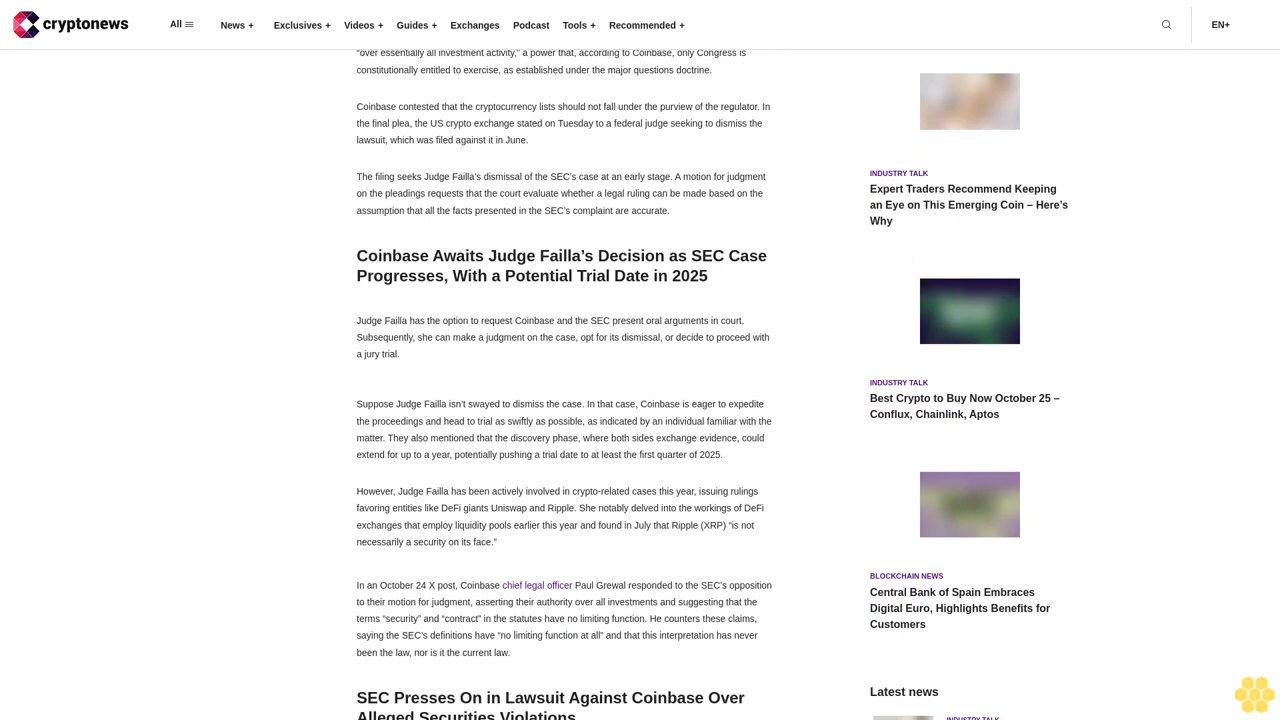 cryptonews
All
News +
Exclusives +
Videos +
Guides +
Exchanges
Podcast
Tools +
Recommended +
EN+
“over essentially all investment activity,” a power that, according to Coinbase, only Congress is
constitutionally entitled to exercise, as established under the major questions doctrine.
Coinbase contested that the cryptocurrency lists should not fall under the purview of the regulator. In
the final plea, the US crypto exchange stated on Tuesday to a federal judge seeking to dismiss the
lawsuit, which was filed against it in June.
The filing seeks Judge Failla’s dismissal of the SEC’s case at an early stage. A motion for judgment
on the pleadings requests that the court evaluate whether a legal ruling can be made based on the
assumption that all the facts presented in the SEC’s complaint are accurate.
Coinbase Awaits Judge Failla’s Decision as SEC Case
Progresses, With a Potential Trial Date in 2025
Judge Failla has the option to request Coinbase and the SEC present oral arguments in court.
Subsequently, she can make a judgment on the case, opt for its dismissal, or decide to proceed with
a jury trial.
Suppose Judge Failla isn’t swayed to dismiss the case. In that case, Coinbase is eager to expedite
the proceedings and head to trial as swiftly as possible, as indicated by an individual familiar with the
matter. They also mentioned that the discovery phase, where both sides exchange evidence, could
extend for up to a year, potentially pushing a trial date to at least the first quarter of 2025.
However, Judge Failla has been actively involved in crypto-related cases this year, issuing rulings
favoring entities like DeFi giants Uniswap and Ripple. She notably delved into the workings of DeFi
exchanges that employ liquidity pools earlier this year and found in July that Ripple (XRP) “is not
necessarily a security on its face.”
In an October 24 X post, Coinbase chief legal officer Paul Grewal responded to the SEC’s opposition
to their motion for judgment, asserting their authority over all investments and suggesting that the
terms “security” and “contract” in the statutes have no limiting function. He counters these claims,
saying the SEC’s definitions have “no limiting function at all” and that this interpretation has never
been the law, nor is it the current law.
SEC Presses On in Lawsuit Against Coinbase Over
Alleged Securities Violations
INDUSTRY TALK
Expert Traders Recommend Keeping
an Eye on This Emerging Coin – Here’s
Why
INDUSTRY TALK
Best Crypto to Buy Now October 25 –
Conflux, Chainlink, Aptos
BLOCKCHAIN NEWS
Central Bank of Spain Embraces
Digital Euro, Highlights Benefits for
Customers
Latest news
INDUSTRY TALK